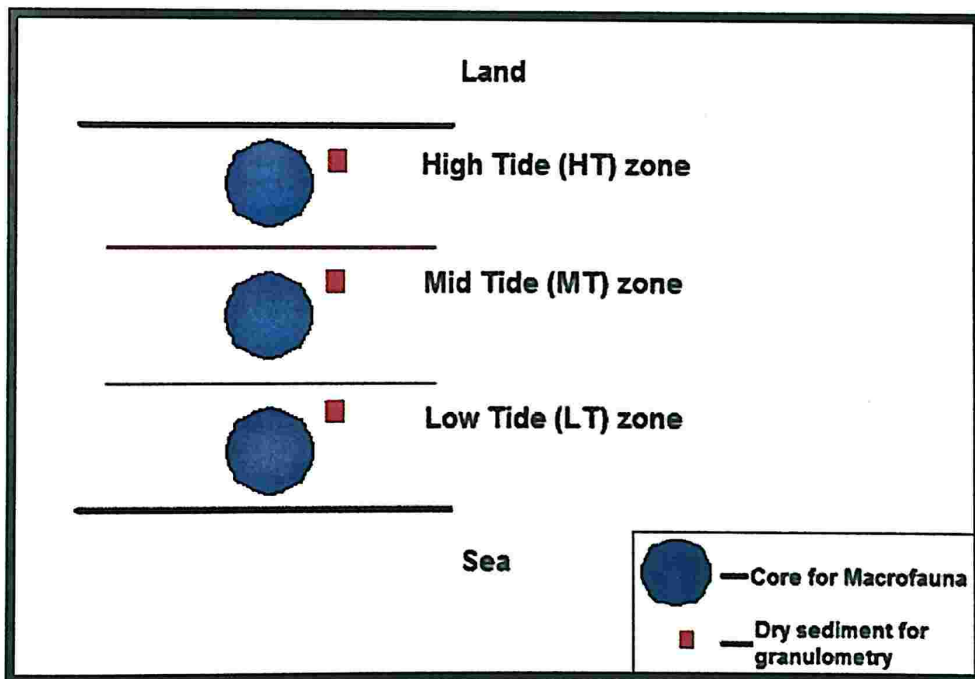 Land
High Tide (HT) zone
Mid Tide (MT) zone
Low Tide (LT) zone
Sea
Core for Macrofauna
Dry sediment for
granulometry